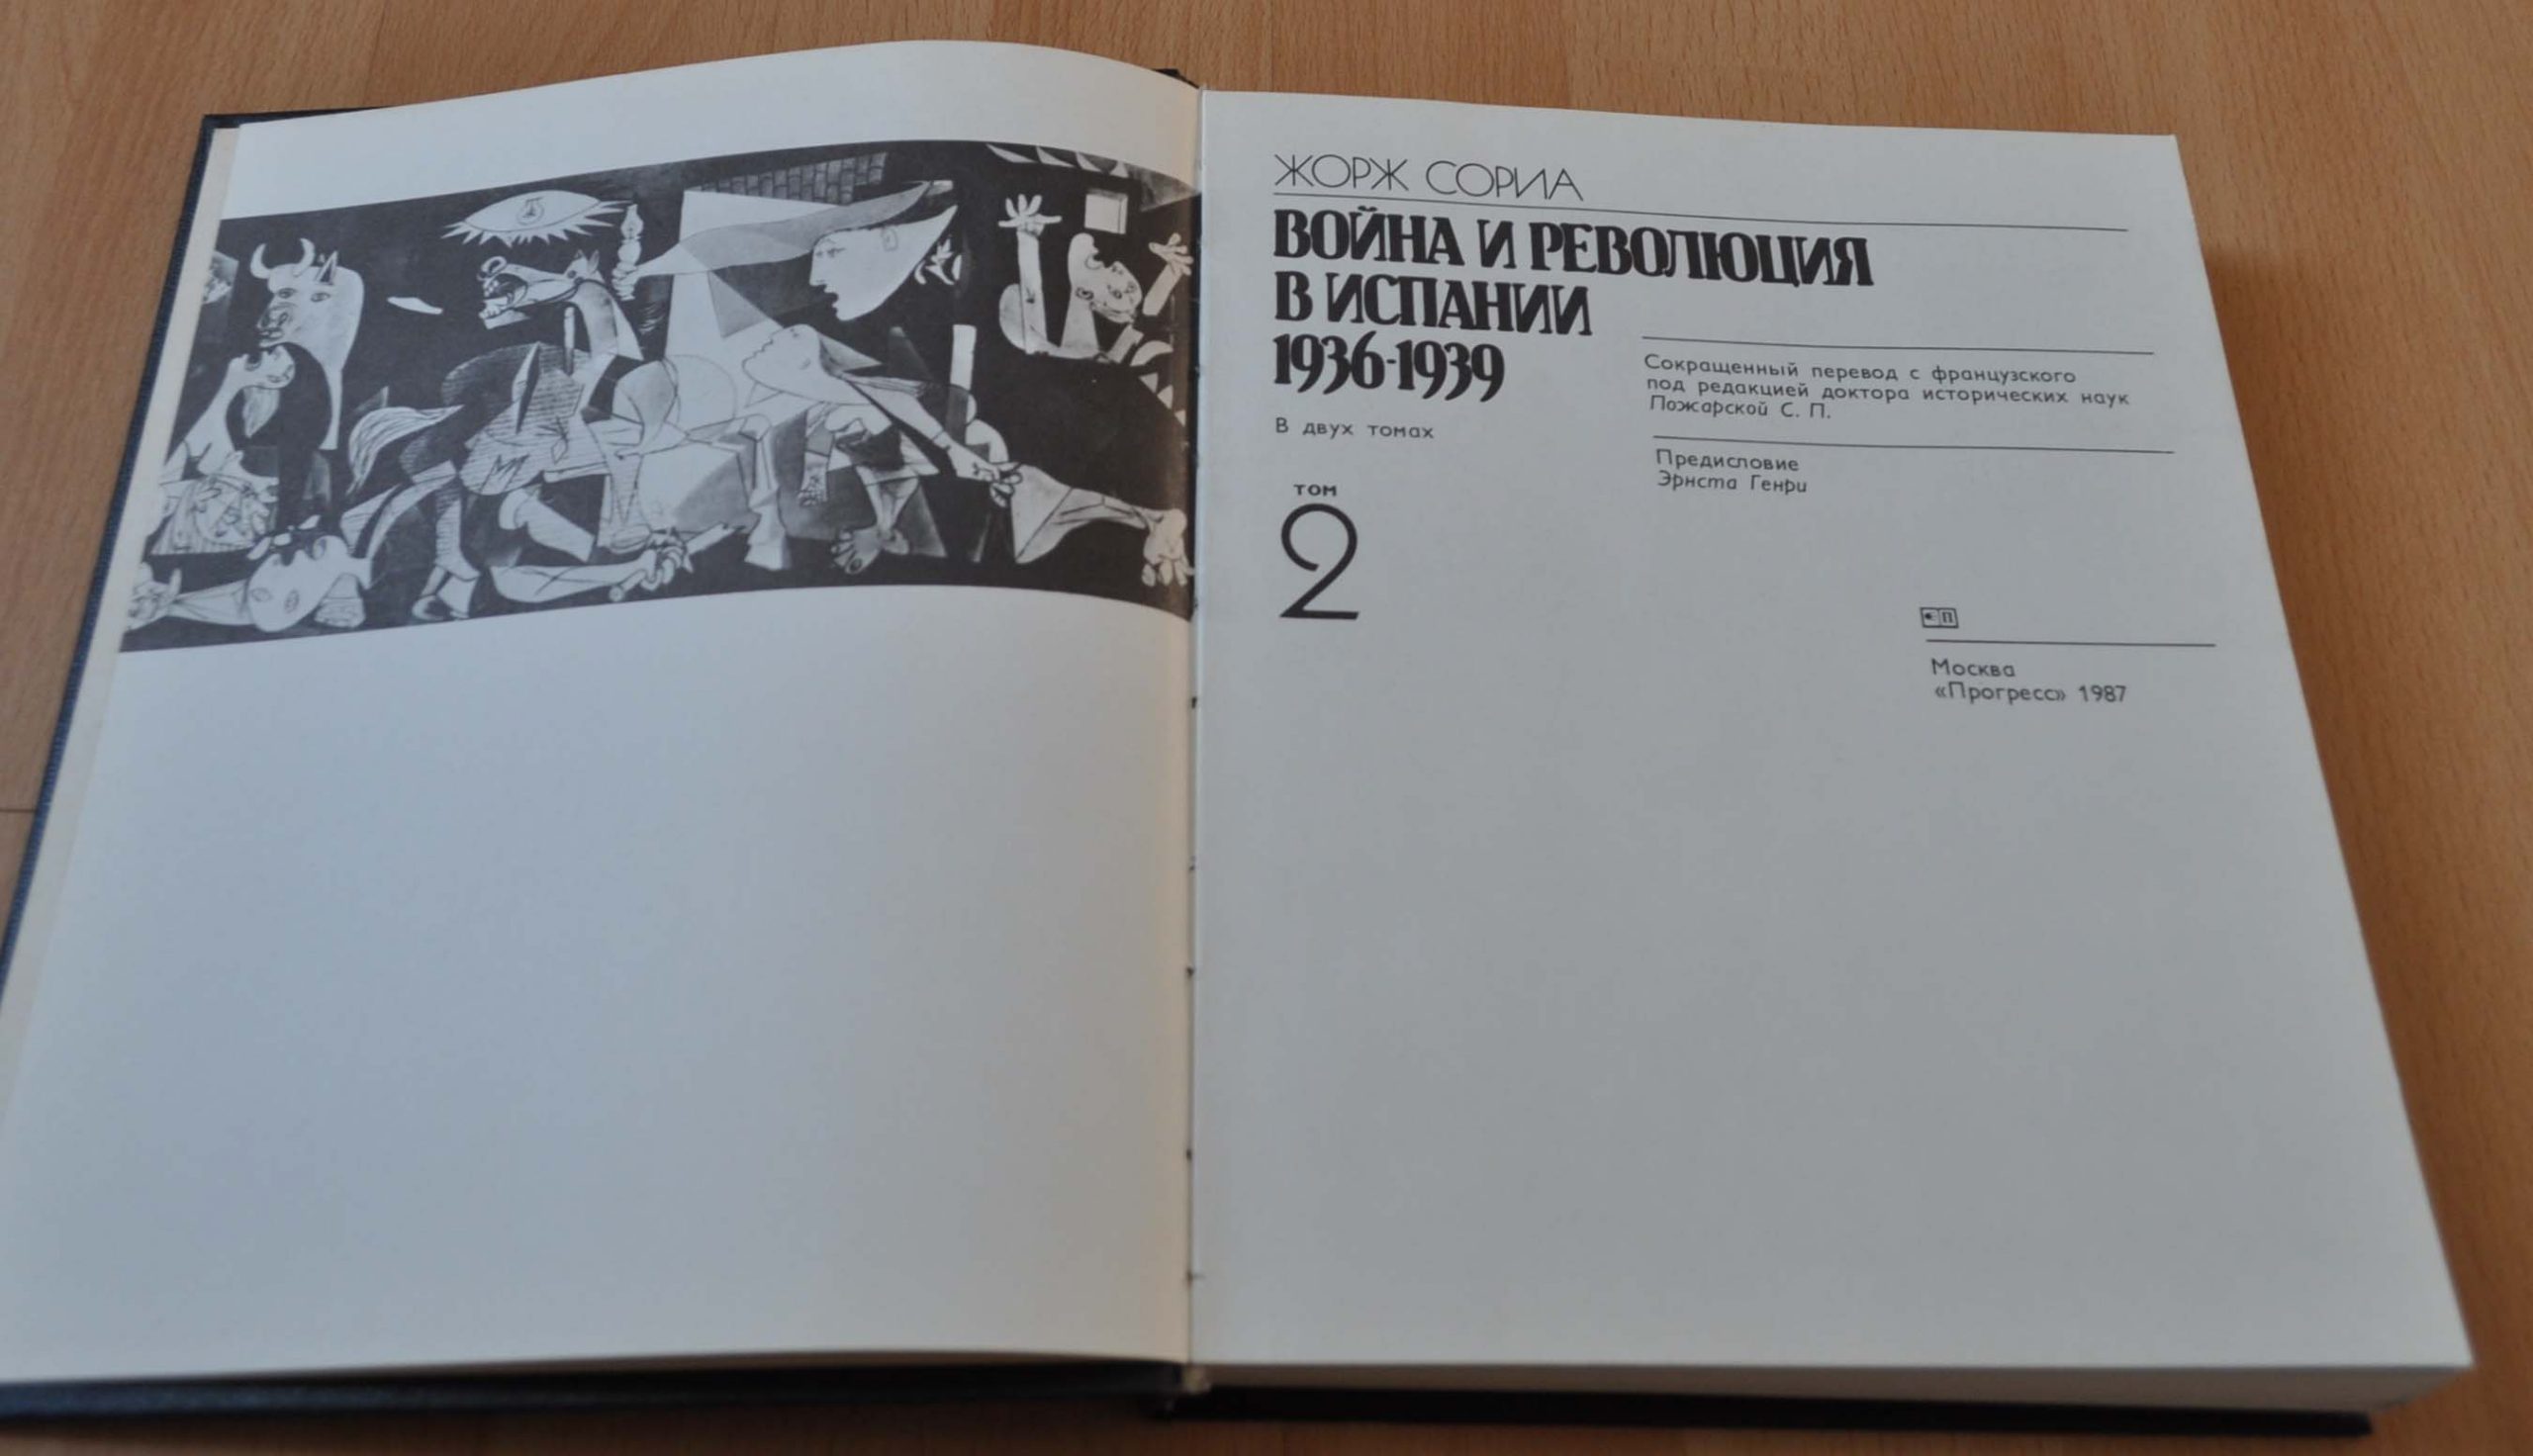 ЖОРЖ СОРИА
ВОЙНА И РЕВОЛЮЦИЯ
В ИСПАНИИ
1936-1939
В двух томах
ТОМ
2
Сокращенный перевод с французского
под редакцией доктора исторических наук
Пожарской С. П.
Предисловие
Эрнста Генри
П
Москва
«Прогресс» 1987